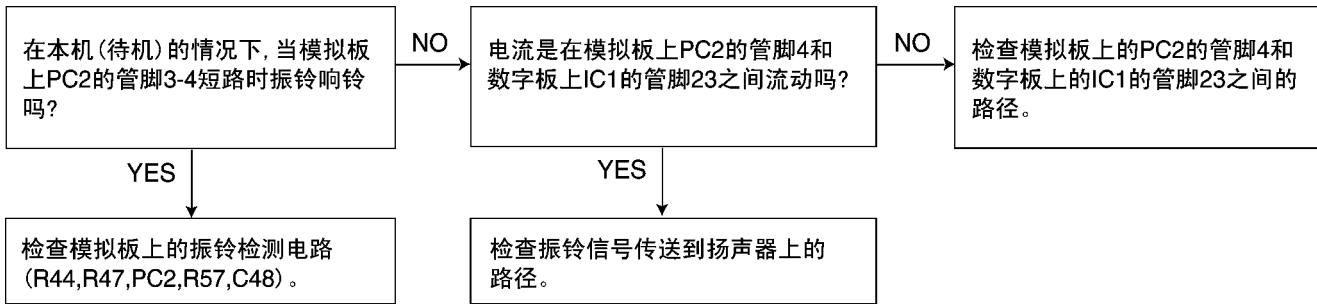 在本机(待机)的情况下,当模拟板
上PC2的管脚3-4短路时振铃响铃
吗?
NO
电流是在模拟板上PC2的管脚4和
数字板上IC1的管脚23之间流动吗?
NO
检查模拟板上的PC2的管脚4和
数字板上的IC1的管脚23之间的
路径。
YES
YES
检查模拟板上的振铃检测电路
(R44,R47,PC2,R57,C48)。
检查振铃信号传送到扬声器上的
路径。